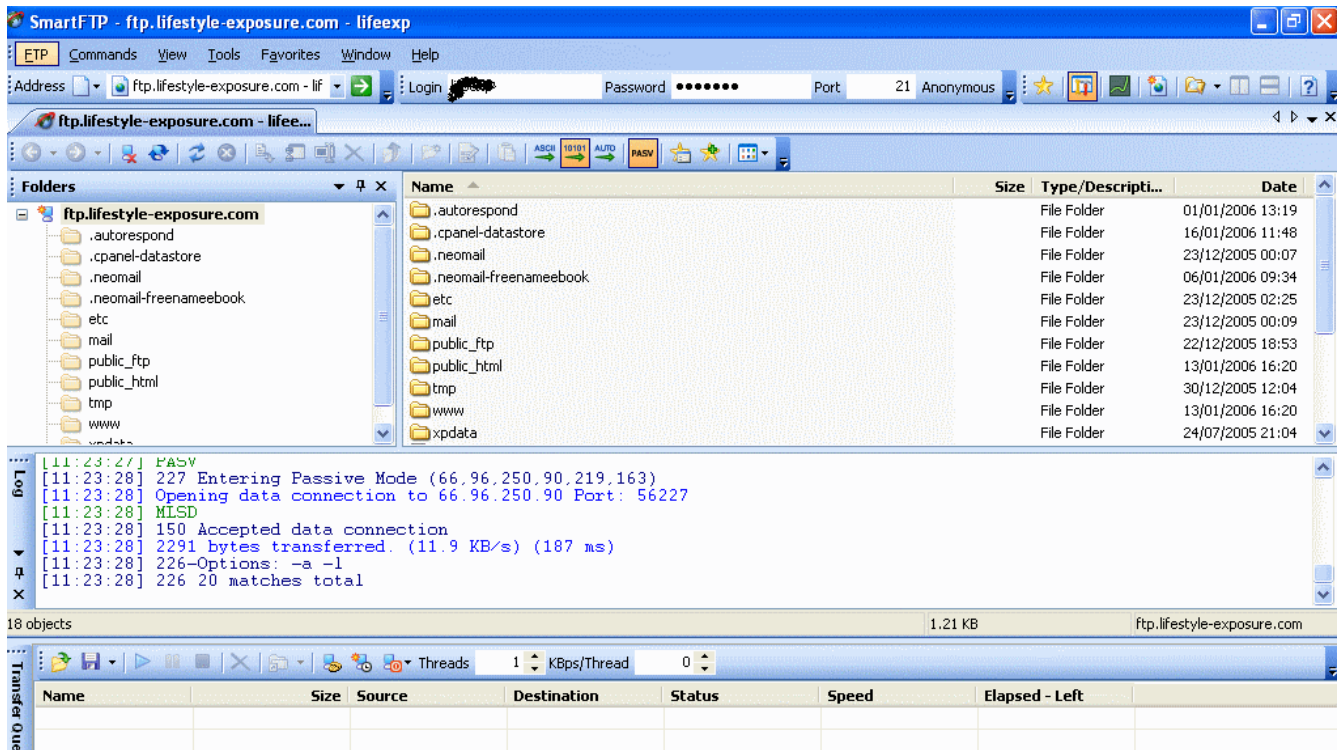 SmartFTP - ftp.lifestyle-exposure.com - lifeexp
FTP Commands View Tools Favorites Window Help
Address ftp.lifestyle-exposure.com - lif Login Password ●●●●●●● Port 21 Anonymous
ftp.lifestyle-exposure.com - lifee...
ASCII 10101 AUTO PASV
Folders
ftp.lifestyle-exposure.com
.autorespond
.cpanel-datastore
.neomail
.neomail-freenameebook
etc
mail
public_ftp
public_html
tmp
www
xpdata
Name Size Type/Descripti... Date
.autorespond File Folder 01/01/2006 13:19
.cpanel-datastore File Folder 16/01/2006 11:48
.neomail File Folder 23/12/2005 00:07
.neomail-freenameebook File Folder 06/01/2006 09:34
etc File Folder 23/12/2005 02:25
mail File Folder 23/12/2005 00:09
public_ftp File Folder 22/12/2005 18:53
public_html File Folder 13/01/2006 16:20
tmp File Folder 30/12/2005 12:04
www File Folder 13/01/2006 16:20
xpdata File Folder 24/07/2005 21:04
Log
[11:23:27] PASV
[11:23:28] 227 Entering Passive Mode (66,96,250,90,219,163)
[11:23:28] Opening data connection to 66.96.250.90 Port: 56227
[11:23:28] MLSD
[11:23:28] 150 Accepted data connection
[11:23:28] 2291 bytes transferred. (11.9 KB/s) (187 ms)
[11:23:28] 226-Options: -a -l
[11:23:28] 226 20 matches total
18 objects 1.21 KB ftp.lifestyle-exposure.com
Transfer Que
Threads 1 KBps/Thread 0
Name Size Source Destination Status Speed Elapsed - Left